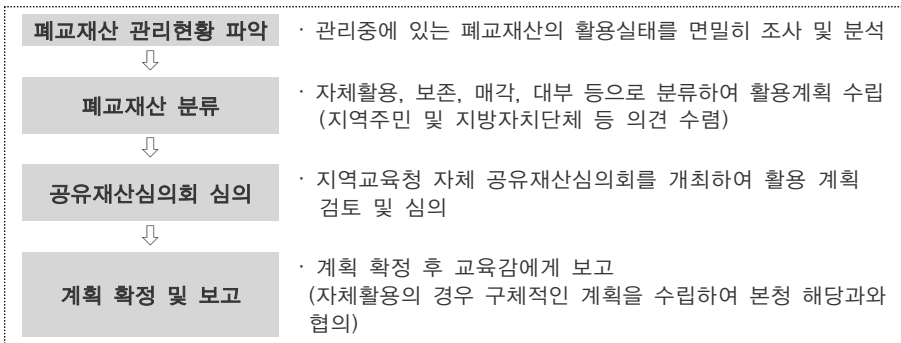 폐교재산 관리현황 파악
· 관리중에 있는 폐교재산의 활용실태를 면밀히 조사 및 분석
⇩
폐교재산 분류
· 자체활용, 보존, 매각, 대부 등으로 분류하여 활용계획 수립
(지역주민 및 지방자치단체 등 의견 수렴)
⇩
공유재산심의회 심의
· 지역교육청 자체 공유재산심의회를 개최하여 활용 계획
검토 및 심의
⇩
계획 확정 및 보고
· 계획 확정 후 교육감에게 보고
(자체활용의 경우 구체적인 계획을 수립하여 본청 해당과와
협의)